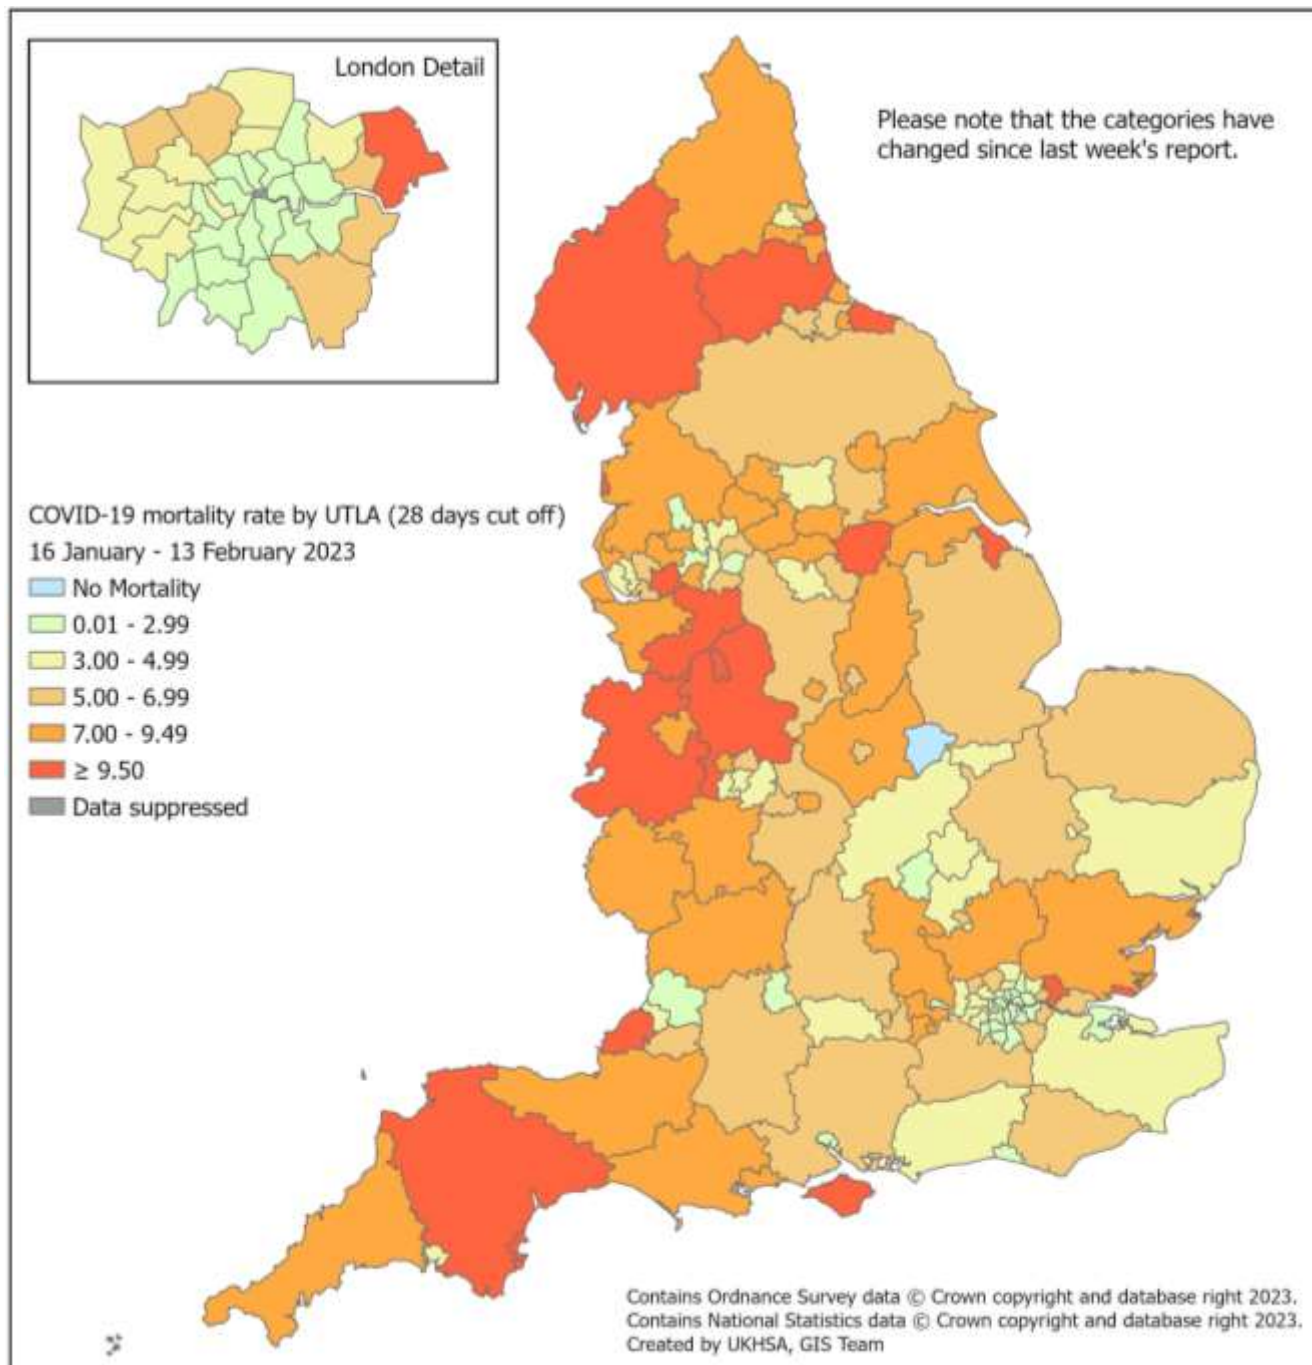 London Detail
Please note that the categories have
changed since last week's report.
COVID-19 mortality rate by UTLA (28 days cut off)
16 January - 13 February 2023
No Mortality
0.01 - 2.99
3.00 - 4.99
5.00 - 6.99
7.00 - 9.49
≥ 9.50
Data suppressed
Contains Ordnance Survey data © Crown copyright and database right 2023.
Contains National Statistics data © Crown copyright and database right 2023.
Created by UKHSA, GIS Team